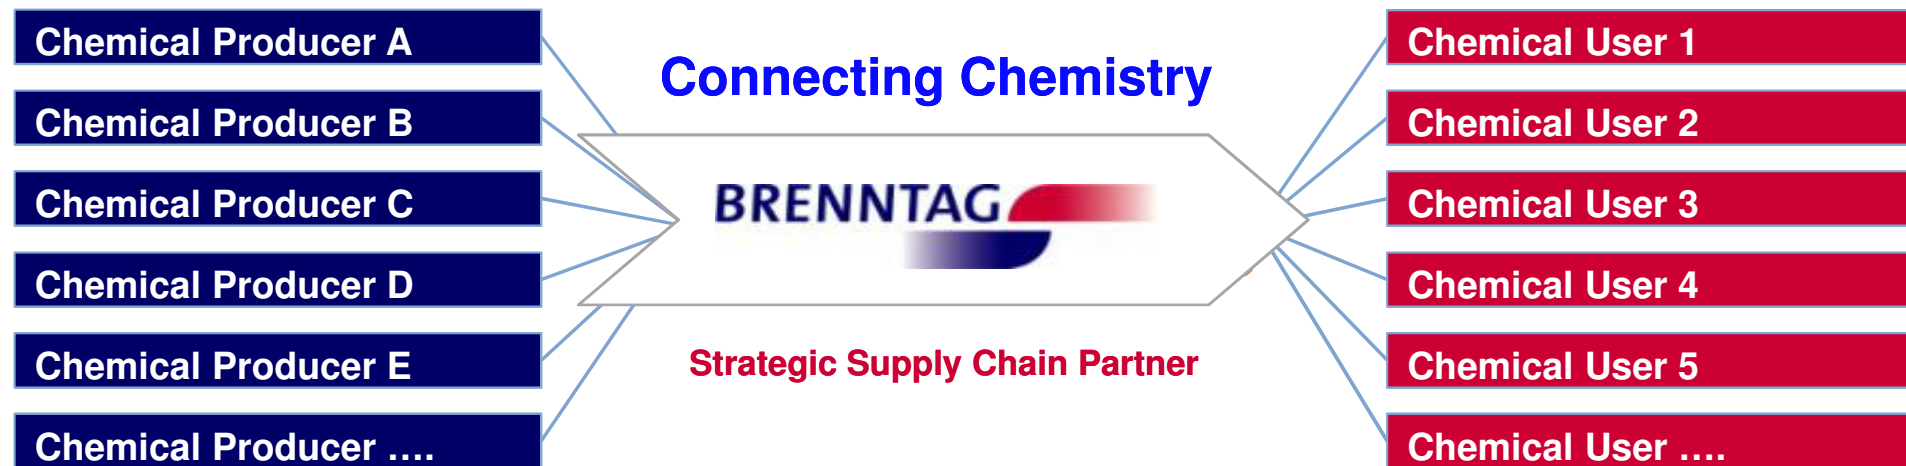 Chemical Producer A
Chemical Producer B
Chemical Producer C
Chemical Producer D
Chemical Producer E
Chemical Producer ....
Connecting Chemistry
BRENNTAG
Strategic Supply Chain Partner
Chemical User 1
Chemical User 2
Chemical User 3
Chemical User 4
Chemical User 5
Chemical User ....